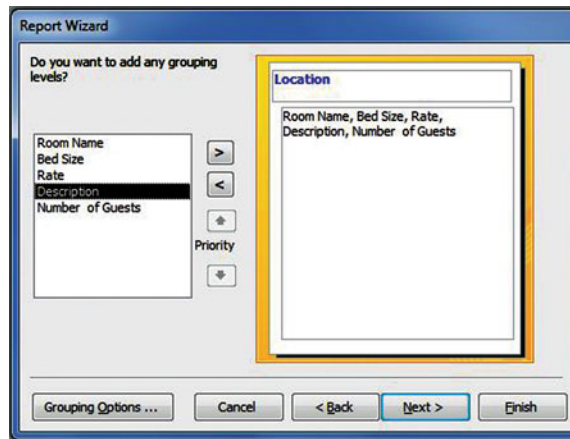 Report Wizard
Do you want to add any grouping
levels?
Room Name
Bed Size
Rate
Description
Number of Guests
>
<
Priority
Location
Room Name, Bed Size, Rate,
Description, Number of Guests
Grouping Options ...
Cancel
< Back
Next >
Finish